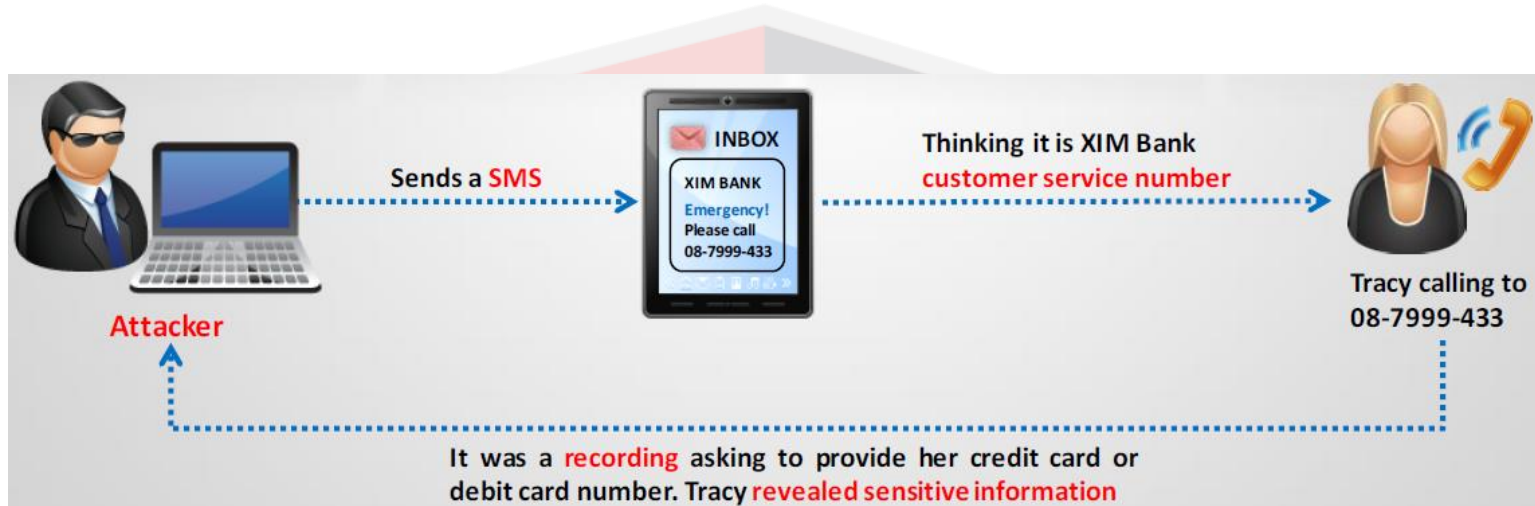 Attacker
Sends a SMS
INBOX
XIM BANK
Emergency!
Please call
08-7999-433
Thinking it is XIM Bank
customer service number
Tracy calling to
08-7999-433
It was a recording asking to provide her credit card or
debit card number. Tracy revealed sensitive information